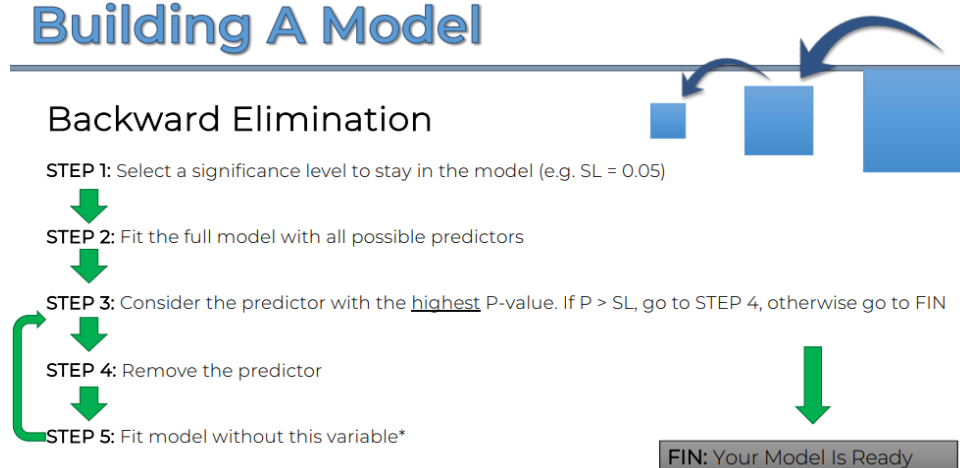 Building A Model
Backward Elimination
STEP 1: Select a significance level to stay in the model (e.g. SL = 0.05)
STEP 2: Fit the full model with all possible predictors
STEP 3: Consider the predictor with the highest P-value. If P > SL, go to STEP 4, otherwise go to FIN
STEP 4: Remove the predictor
STEP 5: Fit model without this variable*
FIN: Your Model Is Ready